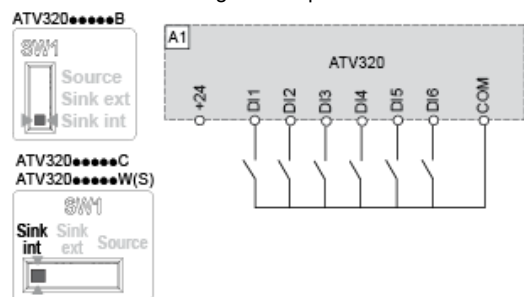 ATV320●●●●●B
SW1
Source
Sink ext
Sink int
ATV320●●●●●C
ATV320●●●●●W(S)
SW1
Sink int
Sink ext
Source
A1
ATV320
+24
DI1
DI2
DI3
DI4
DI5
DI6
COM